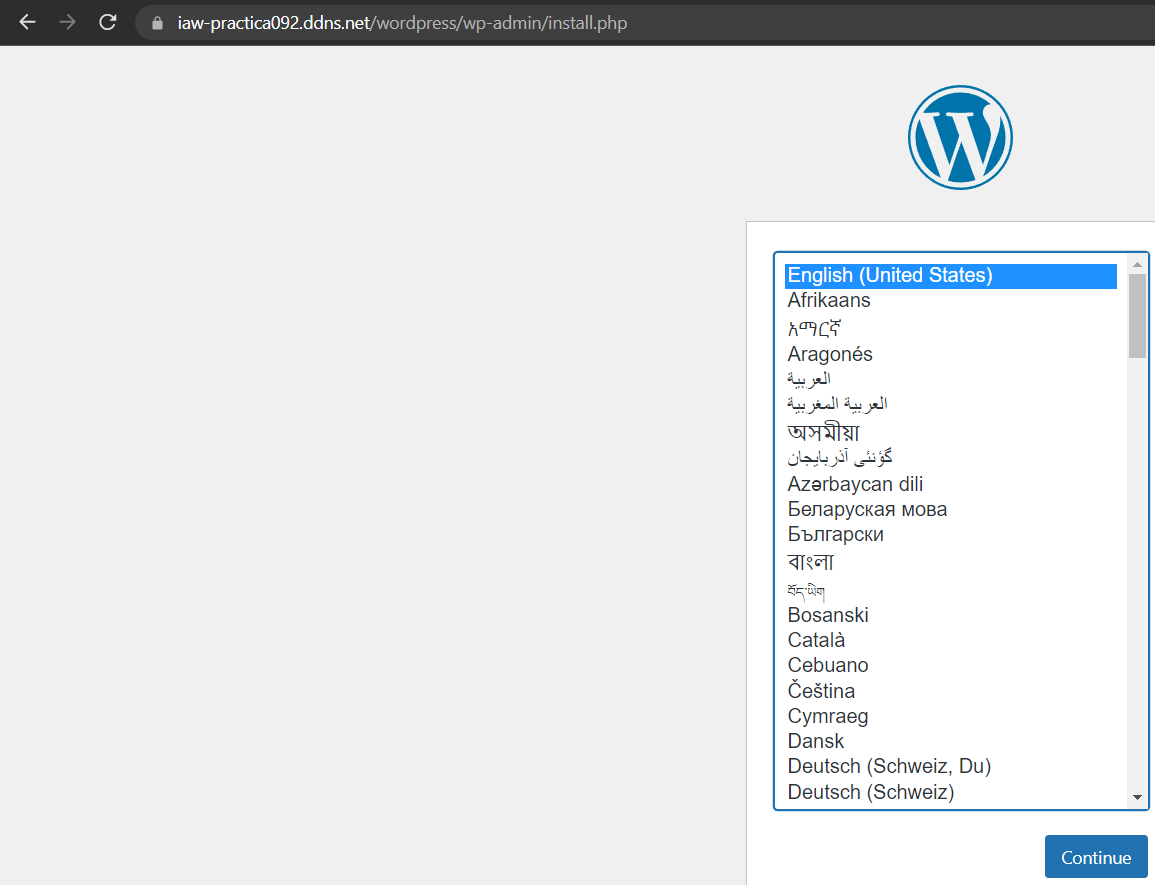 iaw-practica092.ddns.net/wordpress/wp-admin/install.php
English (United States)
Afrikaans
አማርኛ
Aragonés
العربية
العربية المغربية
অসমীয়া
گؤنئی آذربایجان
Azərbaycan dili
Беларуская мова
Български
বাংলা
བོད་ཡིག
Bosanski
Català
Cebuano
Čeština
Cymraeg
Dansk
Deutsch (Schweiz, Du)
Deutsch (Schweiz)
Continue